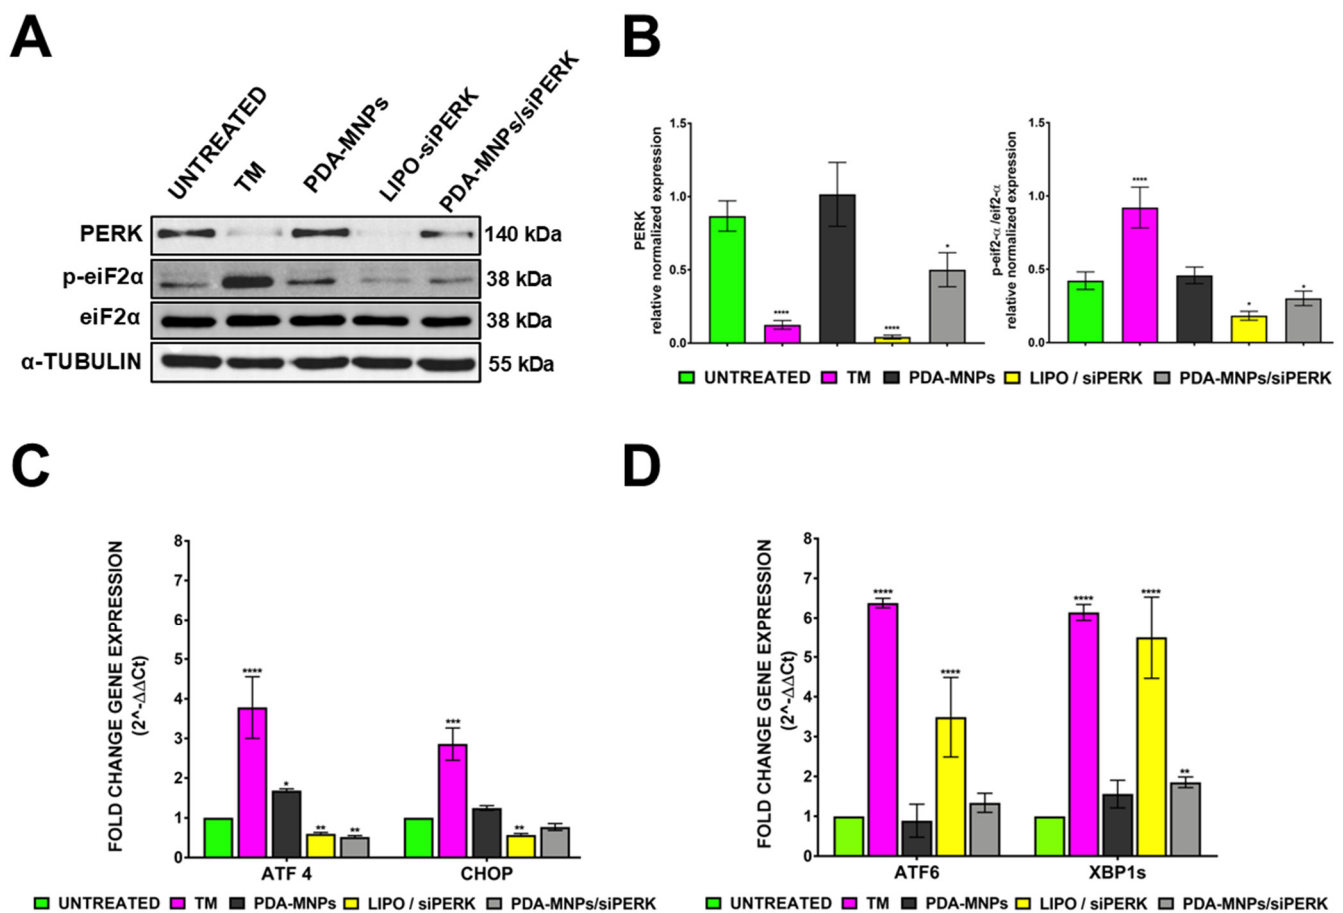 A
UNTREATED
TM
PDA-MNPs
LIPO-siPERK
PDA-MNPs/siPERK
PERK 140 kDa
p-eiF2α 38 kDa
eiF2α 38 kDa
α-TUBULIN 55 kDa
B
PERK
relative normalized expression
1.5
1.0
0.5
0.0
****
****
*
p-eif2-α /eif2-α
relative normalized expression
1.5
1.0
0.5
0.0
****
*
*
UNTREATED TM PDA-MNPs LIPO / siPERK PDA-MNPs/siPERK
C
FOLD CHANGE GENE EXPRESSION
(2^-ΔΔCt)
8
7
6
5
4
3
2
1
0
****
*
**
**
***
**
ATF 4 CHOP
UNTREATED TM PDA-MNPs LIPO / siPERK PDA-MNPs/siPERK
D
FOLD CHANGE GENE EXPRESSION
(2^-ΔΔCt)
8
7
6
5
4
3
2
1
0
****
****
****
****
**
ATF6 XBP1s
UNTREATED TM PDA-MNPs LIPO / siPERK PDA-MNPs/siPERK